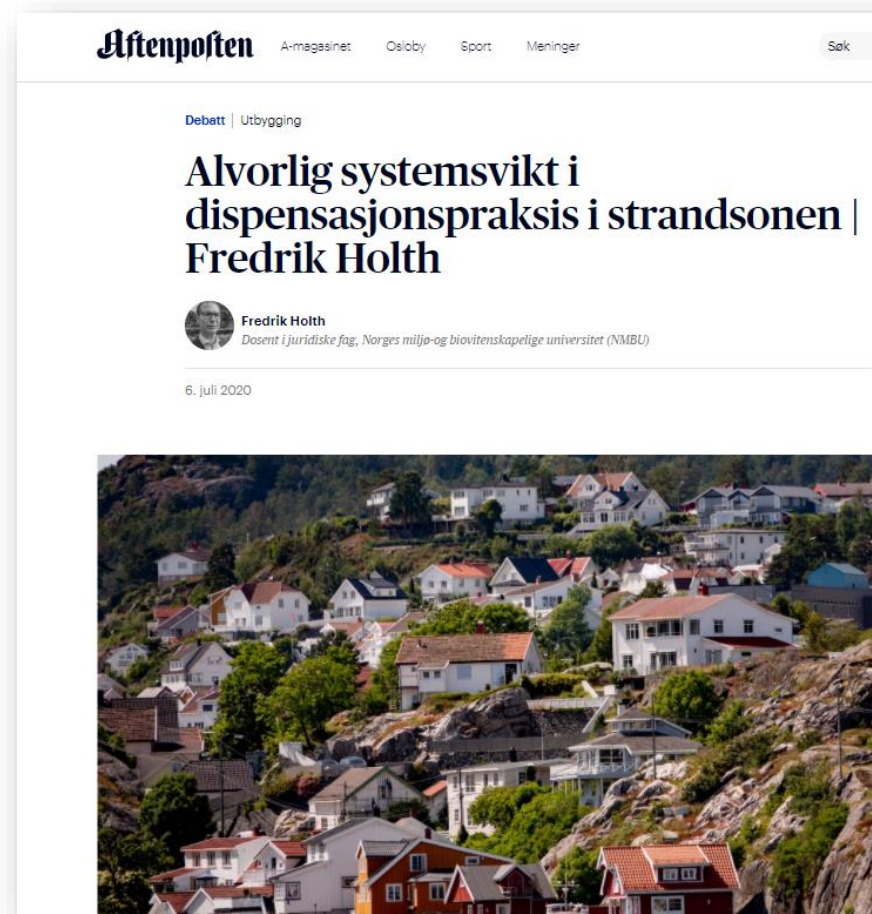 Aftenposten A-magasinet Osloby Sport Meninger Søk
Debatt | Utbygging
Alvorlig systemsvikt i
dispensasjonspraksis i strandsonen |
Fredrik Holth
Fredrik Holth
Dosent i juridiske fag, Norges miljø-og biovitenskapelige universitet (NMBU)
6. juli 2020